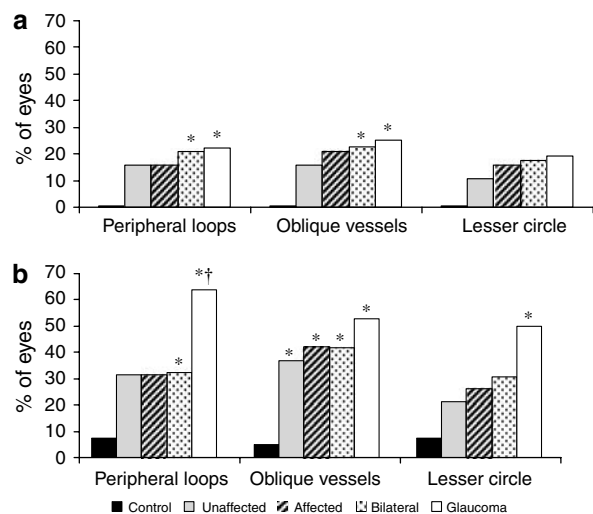 a
% of eyes
70
60
50
40
30
20
10
0
* *
* *
Peripheral loops Oblique vessels Lesser circle
b
% of eyes
70
60
50
40
30
20
10
0
* *†
* * * *
*
Peripheral loops Oblique vessels Lesser circle
Control Unaffected Affected Bilateral Glaucoma